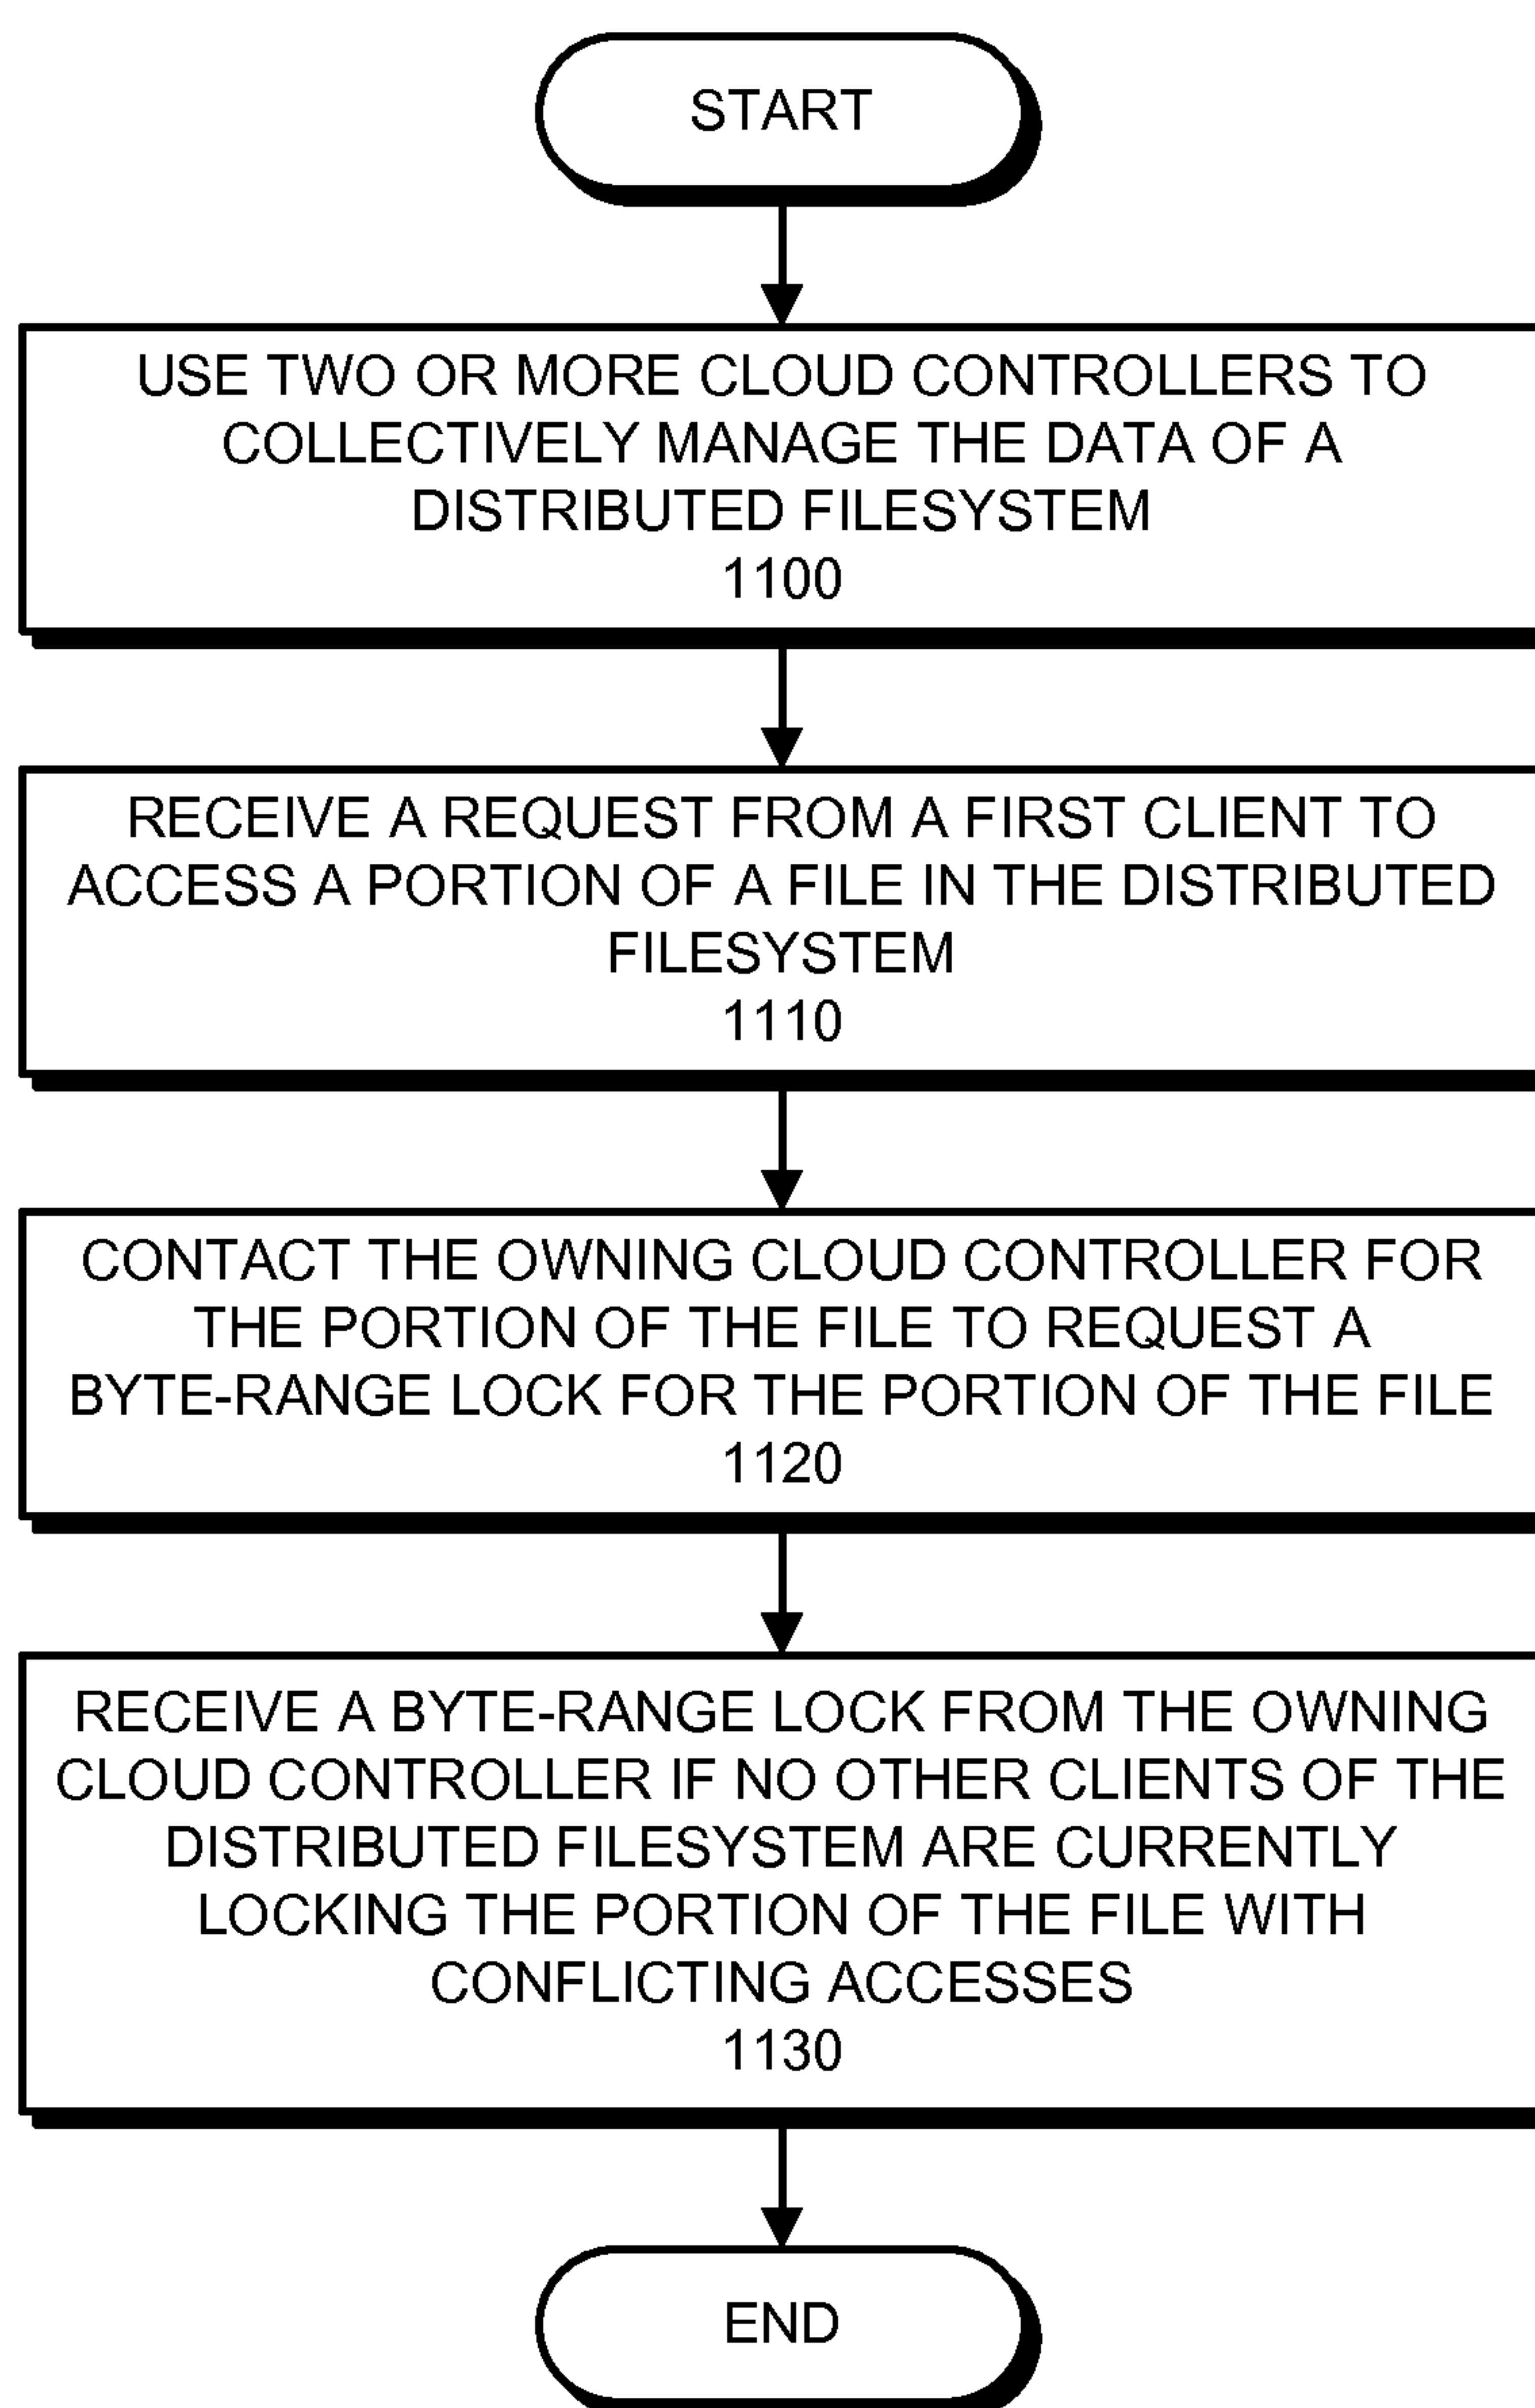 START
USE TWO OR MORE CLOUD CONTROLLERS TO
COLLECTIVELY MANAGE THE DATA OF A
DISTRIBUTED FILESYSTEM
1100
RECEIVE A REQUEST FROM A FIRST CLIENT TO
ACCESS A PORTION OF A FILE IN THE DISTRIBUTED
FILESYSTEM
1110
CONTACT THE OWNING CLOUD CONTROLLER FOR
THE PORTION OF THE FILE TO REQUEST A
BYTE-RANGE LOCK FOR THE PORTION OF THE FILE
1120
RECEIVE A BYTE-RANGE LOCK FROM THE OWNING
CLOUD CONTROLLER IF NO OTHER CLIENTS OF THE
DISTRIBUTED FILESYSTEM ARE CURRENTLY
LOCKING THE PORTION OF THE FILE WITH
CONFLICTING ACCESSES
1130
END